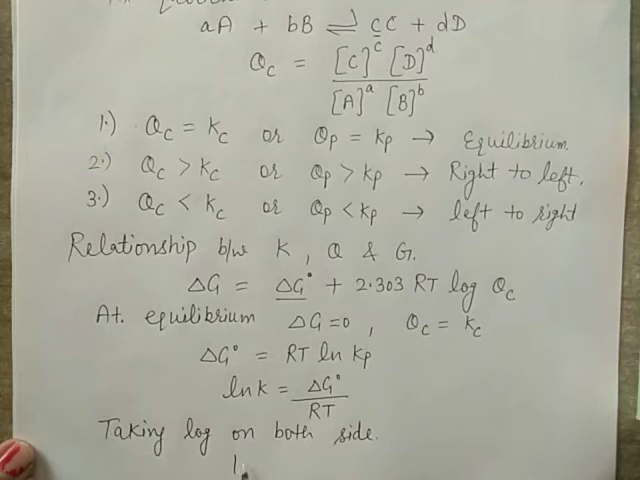 aA + bB ⇌ cC + dD
Qc = [C]^c [D]^d / [A]^a [B]^b
1.) Qc = Kc or Qp = Kp → Equilibrium.
2.) Qc > Kc or Qp > Kp → Right to left.
3.) Qc < Kc or Qp < Kp → left to right
Relationship b/w K, Q & G.
ΔG = ΔG° + 2.303 RT log Qc
At. equilibrium ΔG = 0, Qc = Kc
ΔG° = RT ln Kp
ln K = ΔG° / RT
Taking log on both side.